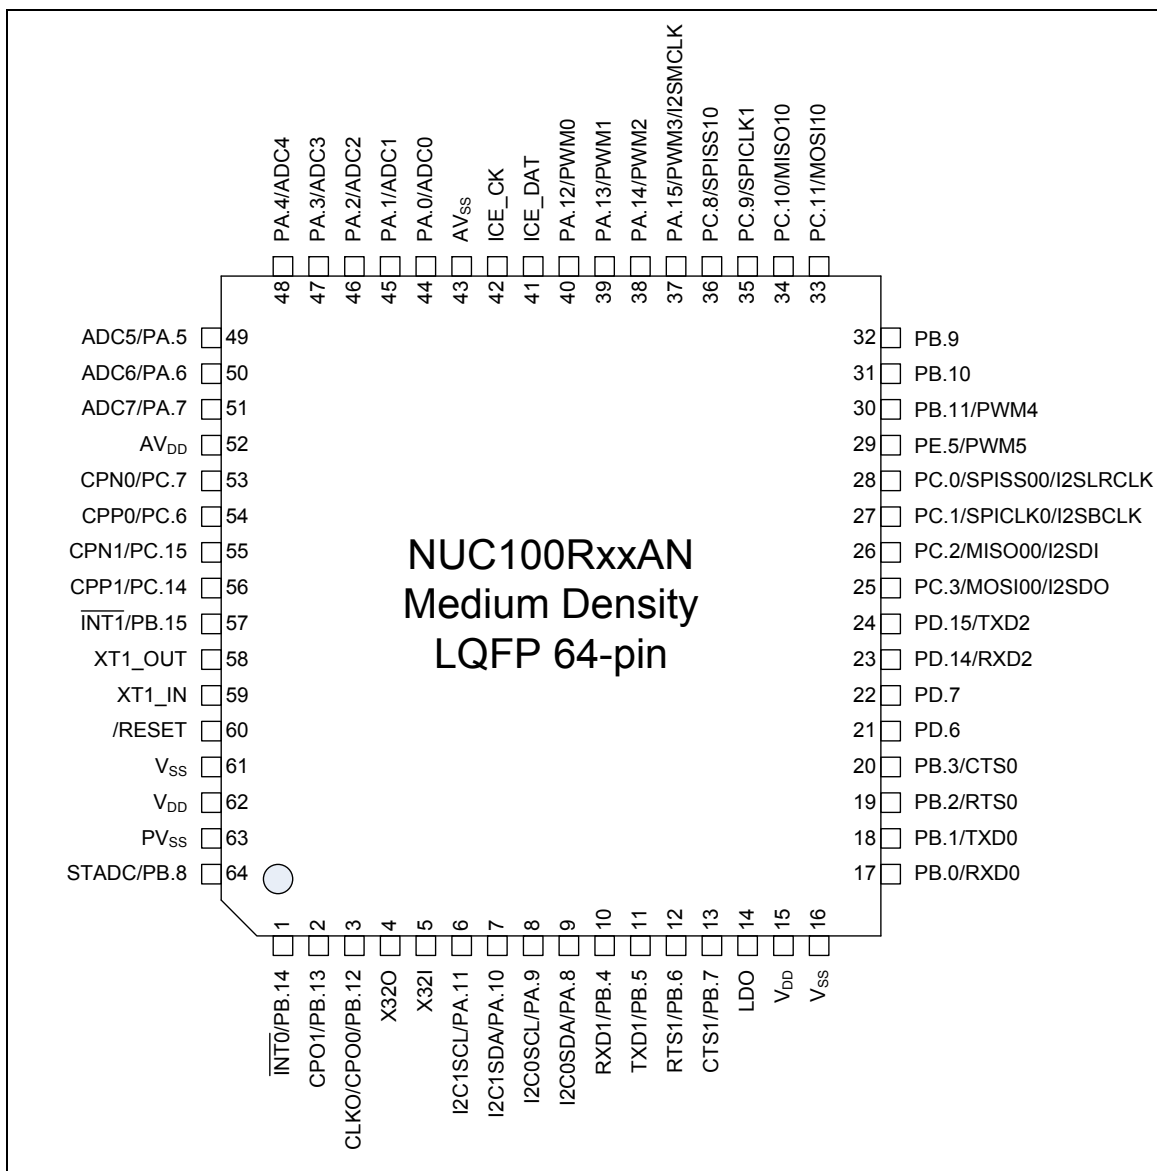 PA.4/ADC4
PA.3/ADC3
PA.2/ADC2
PA.1/ADC1
PA.0/ADC0
AVSS
ICE_CK
ICE_DAT
PA.12/PWM0
PA.13/PWM1
PA.14/PWM2
PA.15/PWM3/I2SMCLK
PC.8/SPISS10
PC.9/SPICLK1
PC.10/MISO10
PC.11/MOSI10
48
47
46
45
44
43
42
41
40
39
38
37
36
35
34
33
ADC5/PA.5 49
ADC6/PA.6 50
ADC7/PA.7 51
AVDD 52
CPN0/PC.7 53
CPP0/PC.6 54
CPN1/PC.15 55
CPP1/PC.14 56
INT1/PB.15 57
XT1_OUT 58
XT1_IN 59
/RESET 60
VSS 61
VDD 62
PVSS 63
STADC/PB.8 64
NUC100RxxAN
Medium Density
LQFP 64-pin
32 PB.9
31 PB.10
30 PB.11/PWM4
29 PE.5/PWM5
28 PC.0/SPISS00/I2SLRCLK
27 PC.1/SPICLK0/I2SBCLK
26 PC.2/MISO00/I2SDI
25 PC.3/MOSI00/I2SDO
24 PD.15/TXD2
23 PD.14/RXD2
22 PD.7
21 PD.6
20 PB.3/CTS0
19 PB.2/RTS0
18 PB.1/TXD0
17 PB.0/RXD0
1
2
3
4
5
6
7
8
9
10
11
12
13
14
15
16
INT0/PB.14
CPO1/PB.13
CLKO/CPO0/PB.12
X32O
X32I
I2C1SCL/PA.11
I2C1SDA/PA.10
I2C0SCL/PA.9
I2C0SDA/PA.8
RXD1/PB.4
TXD1/PB.5
RTS1/PB.6
CTS1/PB.7
LDO
VDD
VSS